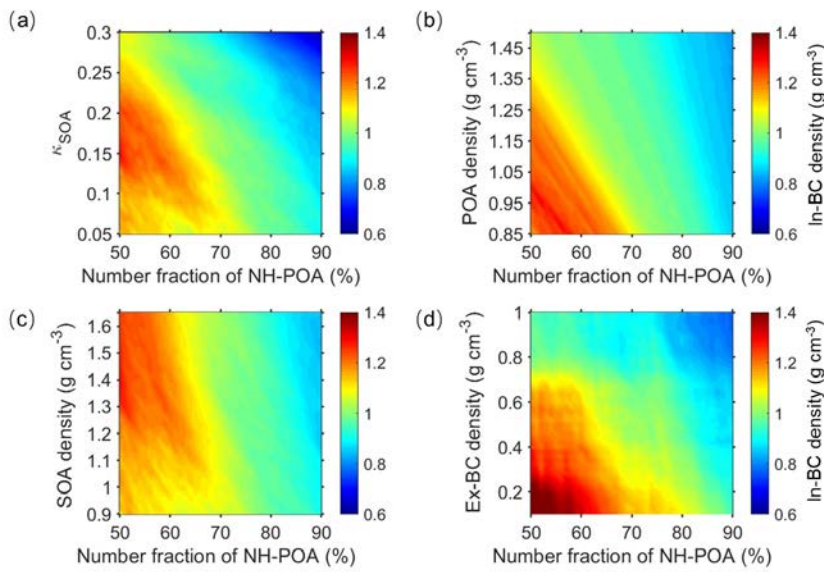 (a)
0.3
0.25
0.2
0.15
0.1
0.05
κSOA
50 60 70 80 90
Number fraction of NH-POA (%)
1.4
1.2
1
0.8
0.6
(b)
1.45
1.35
1.25
1.15
1.05
0.95
0.85
POA density (g cm⁻³)
50 60 70 80 90
Number fraction of NH-POA (%)
1.4
1.2
1
0.8
0.6
In-BC density (g cm⁻³)
(c)
1.6
1.5
1.4
1.3
1.2
1.1
1
0.9
SOA density (g cm⁻³)
50 60 70 80 90
Number fraction of NH-POA (%)
1.4
1.2
1
0.8
0.6
(d)
1
0.8
0.6
0.4
0.2
Ex-BC density (g cm⁻³)
50 60 70 80 90
Number fraction of NH-POA (%)
1.4
1.2
1
0.8
0.6
In-BC density (g cm⁻³)